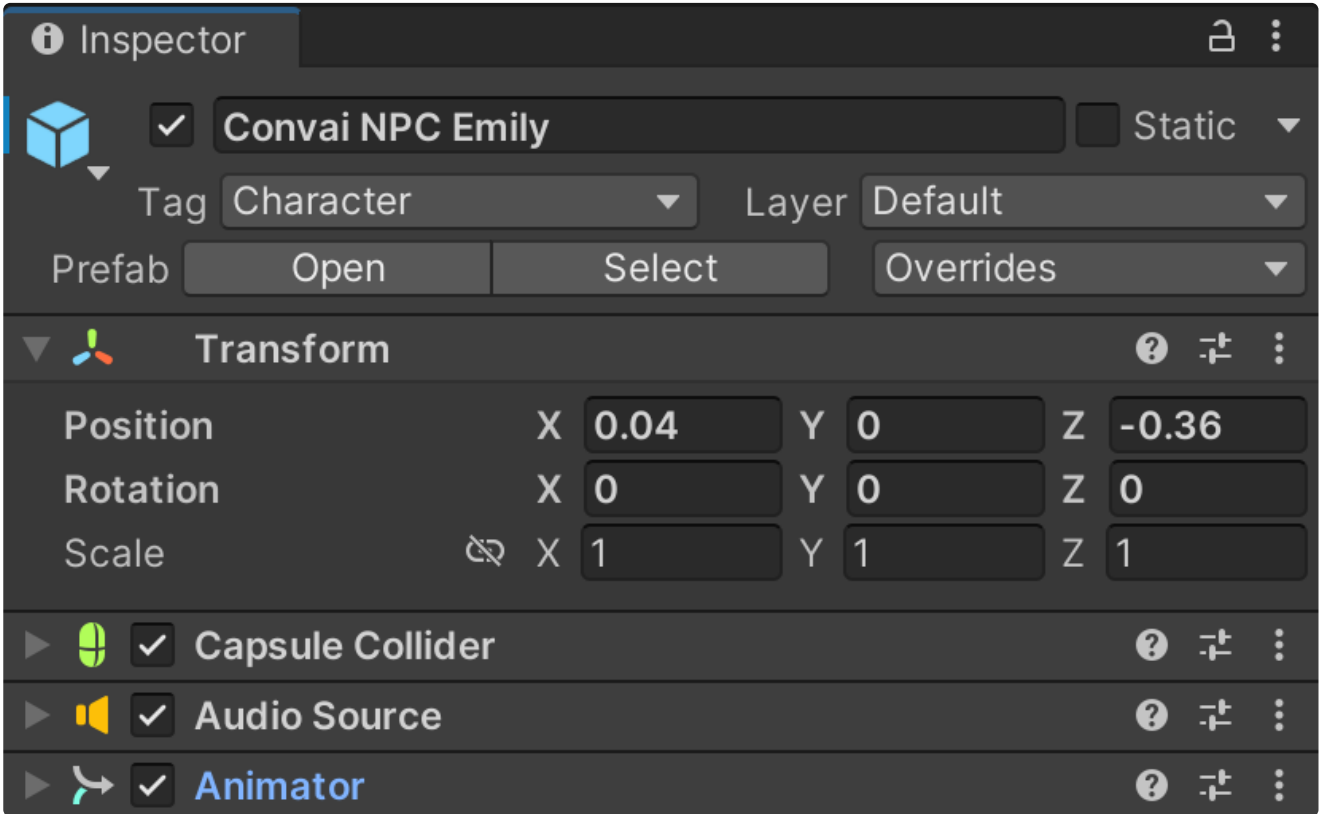 Inspector
Convai NPC Emily Static
Tag Character Layer Default
Prefab Open Select Overrides
Transform
Position X 0.04 Y 0 Z -0.36
Rotation X 0 Y 0 Z 0
Scale X 1 Y 1 Z 1
Capsule Collider
Audio Source
Animator